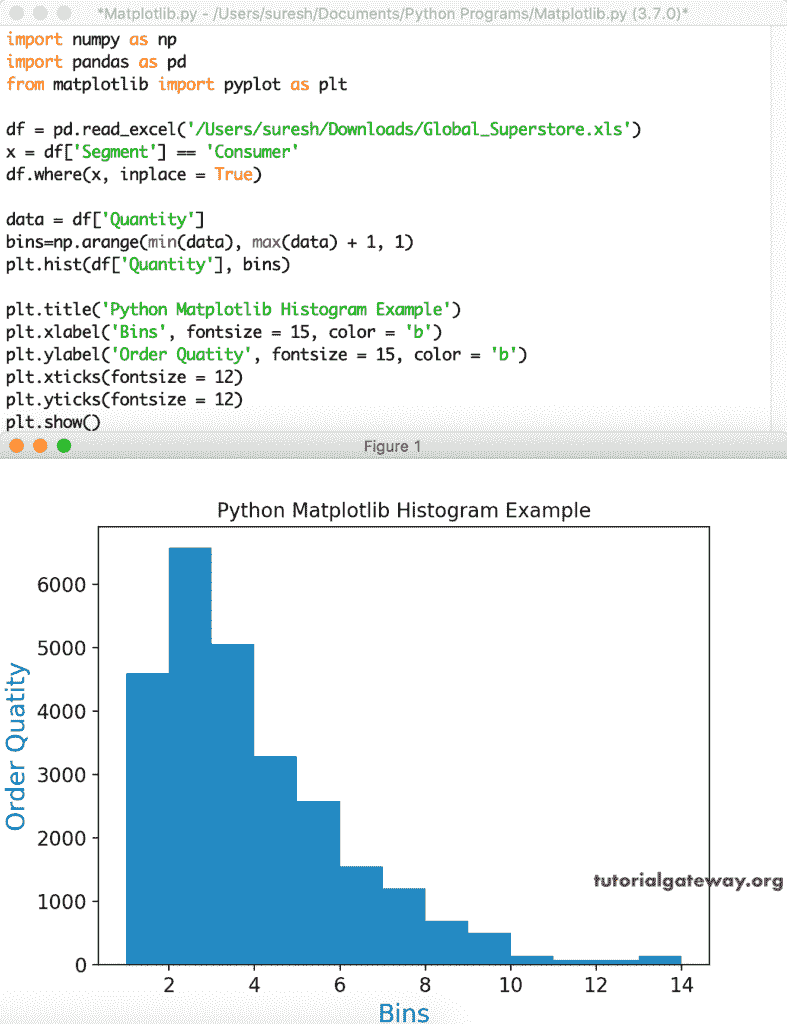 *Matplotlib.py - /Users/suresh/Documents/Python Programs/Matplotlib.py (3.7.0)*
import numpy as np
import pandas as pd
from matplotlib import pyplot as plt
df = pd.read_excel('/Users/suresh/Downloads/Global_Superstore.xls')
x = df['Segment'] == 'Consumer'
df.where(x, inplace = True)
data = df['Quantity']
bins=np.arange(min(data), max(data) + 1, 1)
plt.hist(df['Quantity'], bins)
plt.title('Python Matplotlib Histogram Example')
plt.xlabel('Bins', fontsize = 15, color = 'b')
plt.ylabel('Order Quatity', fontsize = 15, color = 'b')
plt.xticks(fontsize = 12)
plt.yticks(fontsize = 12)
plt.show()
Figure 1
Python Matplotlib Histogram Example
6000
5000
4000
3000
2000
1000
0
Order Quatity
tutorialgateway.org
2 4 6 8 10 12 14
Bins